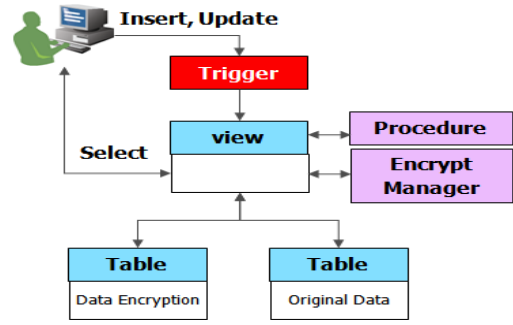 Insert, Update
Trigger
view
Procedure
Select
Encrypt
Manager
Table
Table
Data Encryption
Original Data